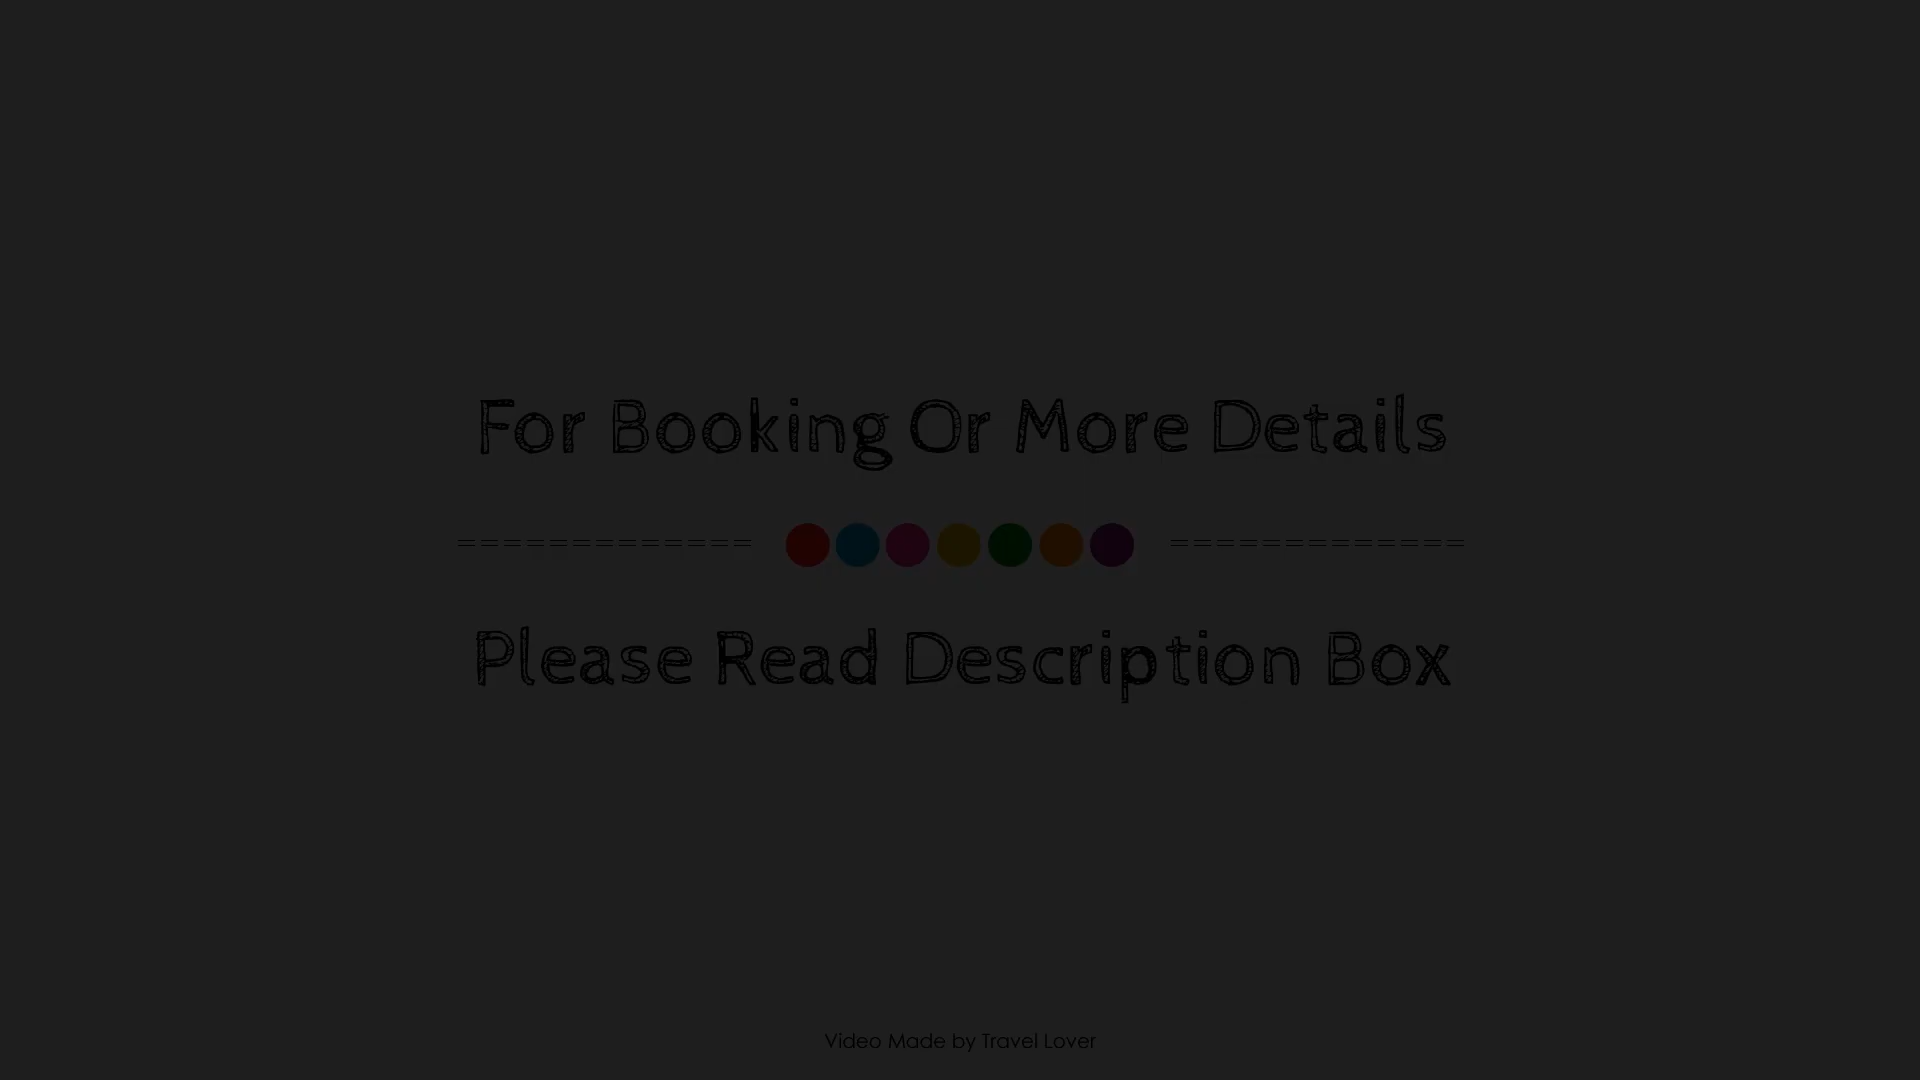 For Booking Or More Details
============= =============
Please Read Description Box
Video Made by Travel Lover